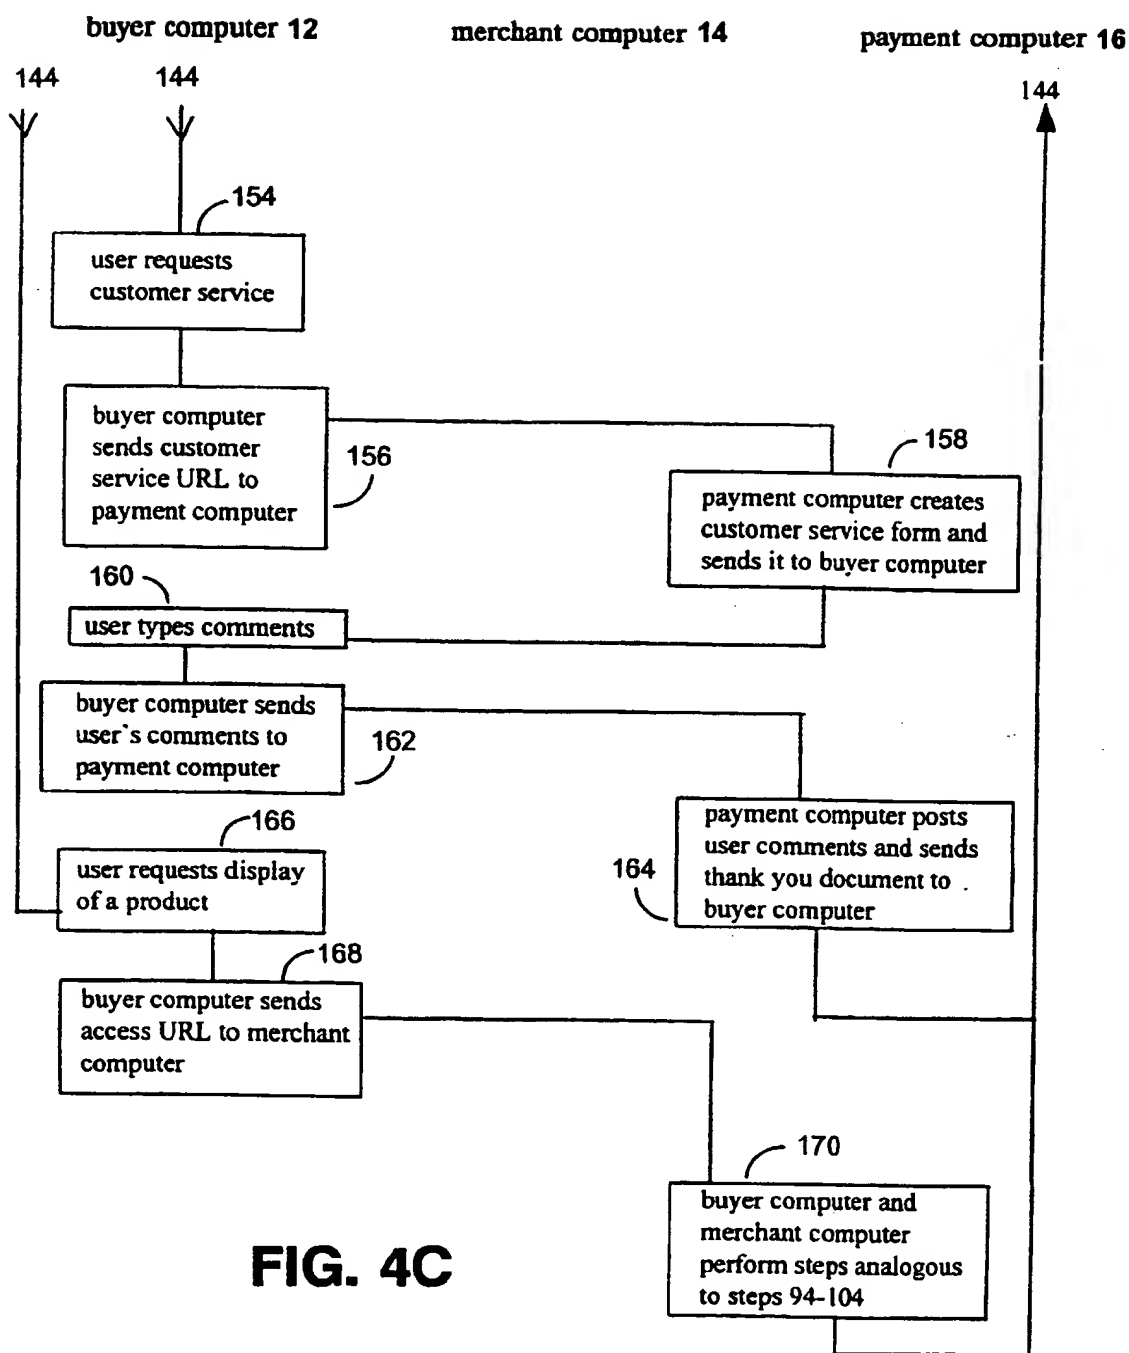 buyer computer 12
merchant computer 14
payment computer 16
144
144
144
154
user requests
customer service
buyer computer
sends customer
service URL to
payment computer
156
158
payment computer creates
customer service form and
sends it to buyer computer
160
user types comments
buyer computer sends
user's comments to
payment computer
162
payment computer posts
user comments and sends
thank you document to
buyer computer
164
166
user requests display
of a product
168
buyer computer sends
access URL to merchant
computer
170
buyer computer and
merchant computer
perform steps analogous
to steps 94-104
FIG. 4C